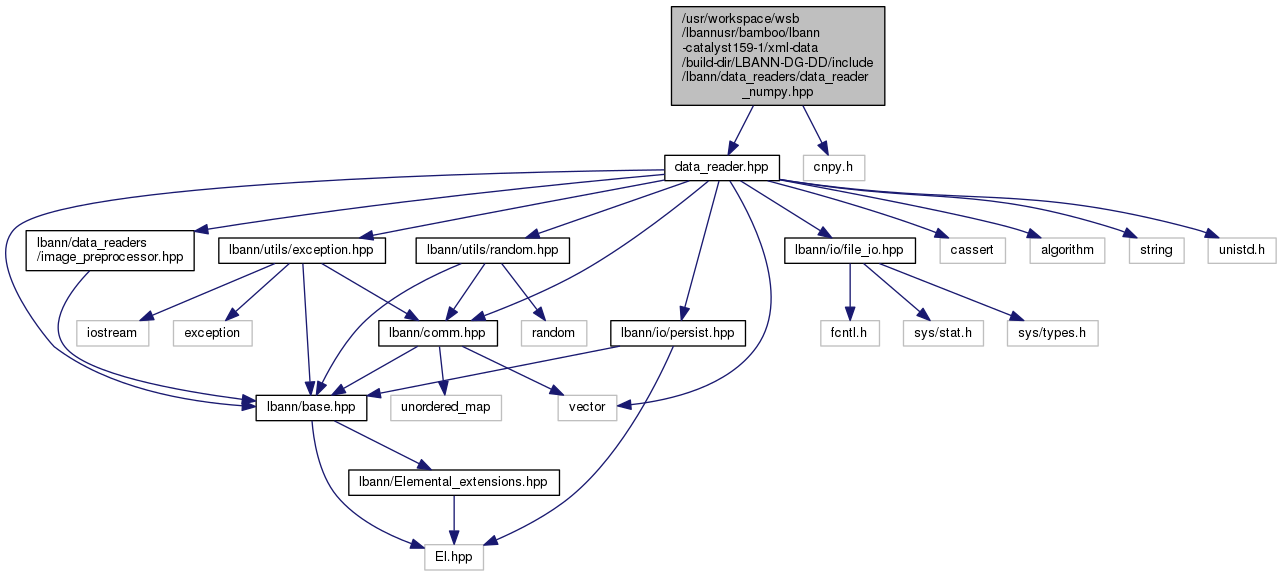 /usr/workspace/wsb
/lbannusr/bamboo/lbann
-catalyst159-1/xml-data
/build-dir/LBANN-DG-DD/include
/lbann/data_readers/data_reader
_numpy.hpp
data_reader.hpp
cnpy.h
lbann/data_readers
/image_preprocessor.hpp
lbann/utils/exception.hpp
lbann/utils/random.hpp
lbann/io/file_io.hpp
cassert
algorithm
string
unistd.h
iostream
exception
lbann/comm.hpp
random
lbann/io/persist.hpp
fcntl.h
sys/stat.h
sys/types.h
lbann/base.hpp
unordered_map
vector
lbann/Elemental_extensions.hpp
El.hpp